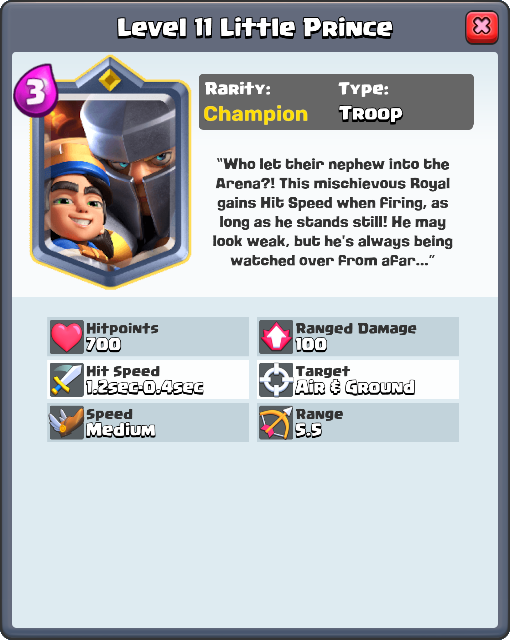 Level 11 Little Prince
3
Rarity:
Type:
Champion
Troop
"Who let their nephew into the
Arena?! This mischievous Royal
gains Hit Speed when firing, as
long as he stands still! He may
look weak, but he's always being
watched over from afar..."
Hitpoints
700
Ranged Damage
100
Hit Speed
1.2sec-0.4sec
Target
Air & Ground
Speed
Medium
Range
5.5